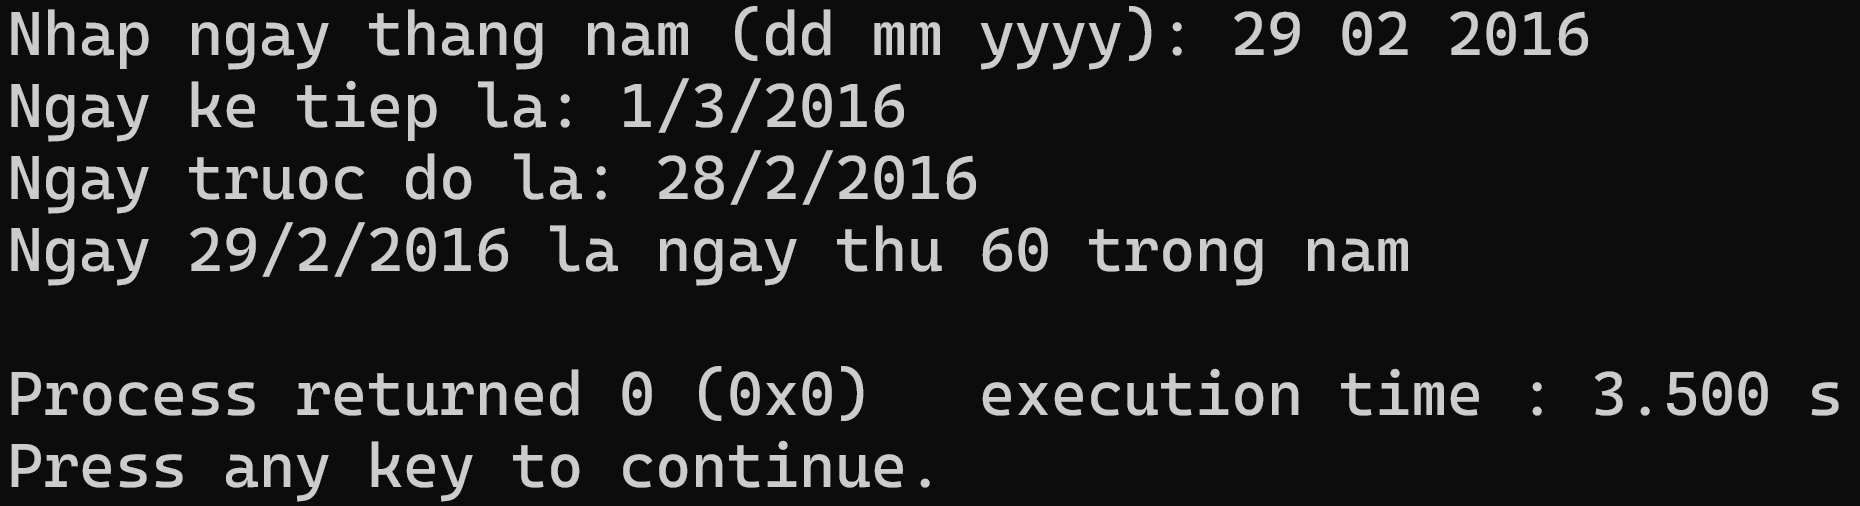 Nhap ngay thang nam (dd mm yyyy): 29 02 2016
Ngay ke tiep la: 1/3/2016
Ngay truoc do la: 28/2/2016
Ngay 29/2/2016 la ngay thu 60 trong nam
Process returned 0 (0x0)   execution time : 3.500 s
Press any key to continue.